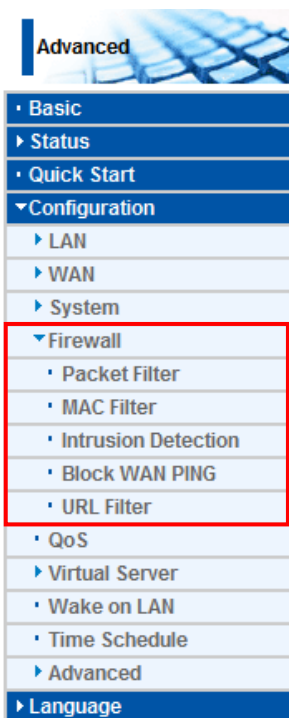 Advanced
Basic
Status
Quick Start
Configuration
LAN
WAN
System
Firewall
Packet Filter
MAC Filter
Intrusion Detection
Block WAN PING
URL Filter
QoS
Virtual Server
Wake on LAN
Time Schedule
Advanced
Language